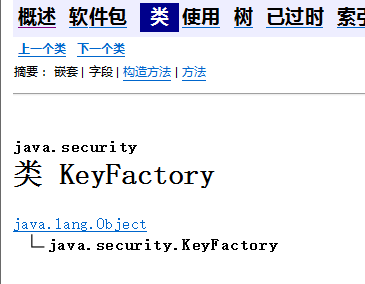 概述 软件包 类 使用 树 已过时 索引
上一个类 下一个类
摘要： 嵌套 | 字段 | 构造方法 | 方法
java.security
类 KeyFactory
java.lang.Object
java.security.KeyFactory